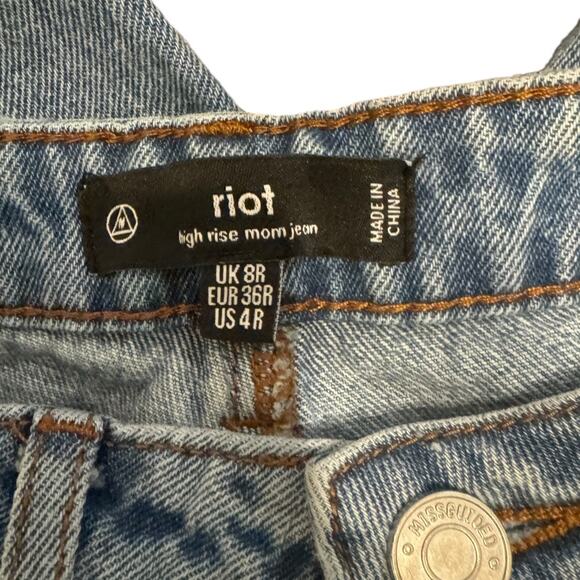 riot
high rise mom jean
MADE IN
CHINA
UK 8R
EUR 36R
US 4R
MISSGUIDED